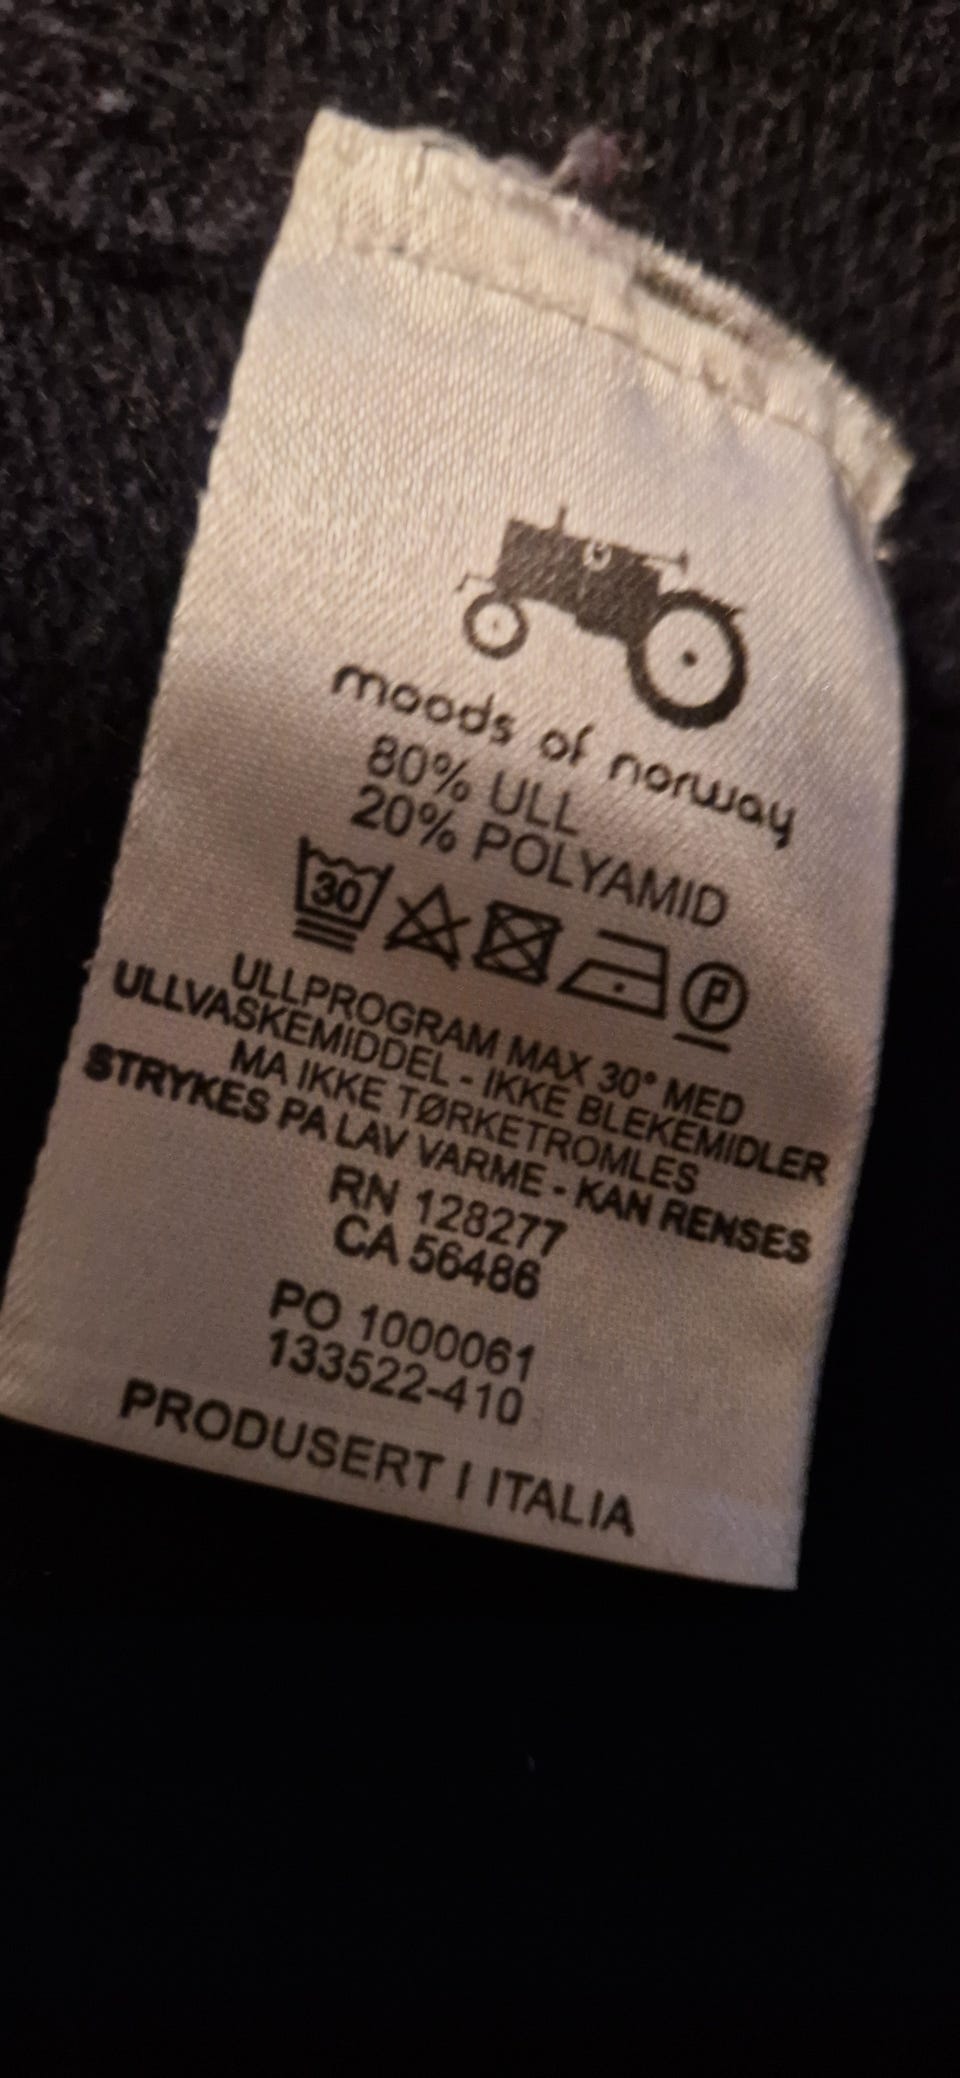 moods of norway
80% ULL
20% POLYAMID
30 P
ULLPROGRAM MAX 30° MED
ULLVASKEMIDDEL - IKKE BLEKEMIDLER
MA IKKE TØRKETROMLES
STRYKES PA LAV VARME - KAN RENSES
RN 128277
CA 56486
PO 1000061
133522-410
PRODUSERT I ITALIA